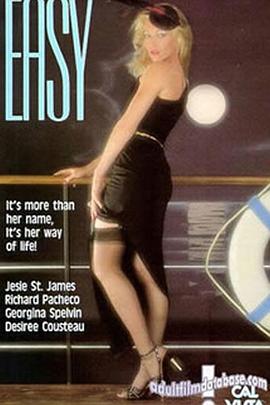 EASY
It's more than
her name,
It's her way
of life!
Jesie St. James
Richard Pacheco
Georgina Spelvin
Desiree Cousteau
adultfilmdatabase.com
CAL
VISTA